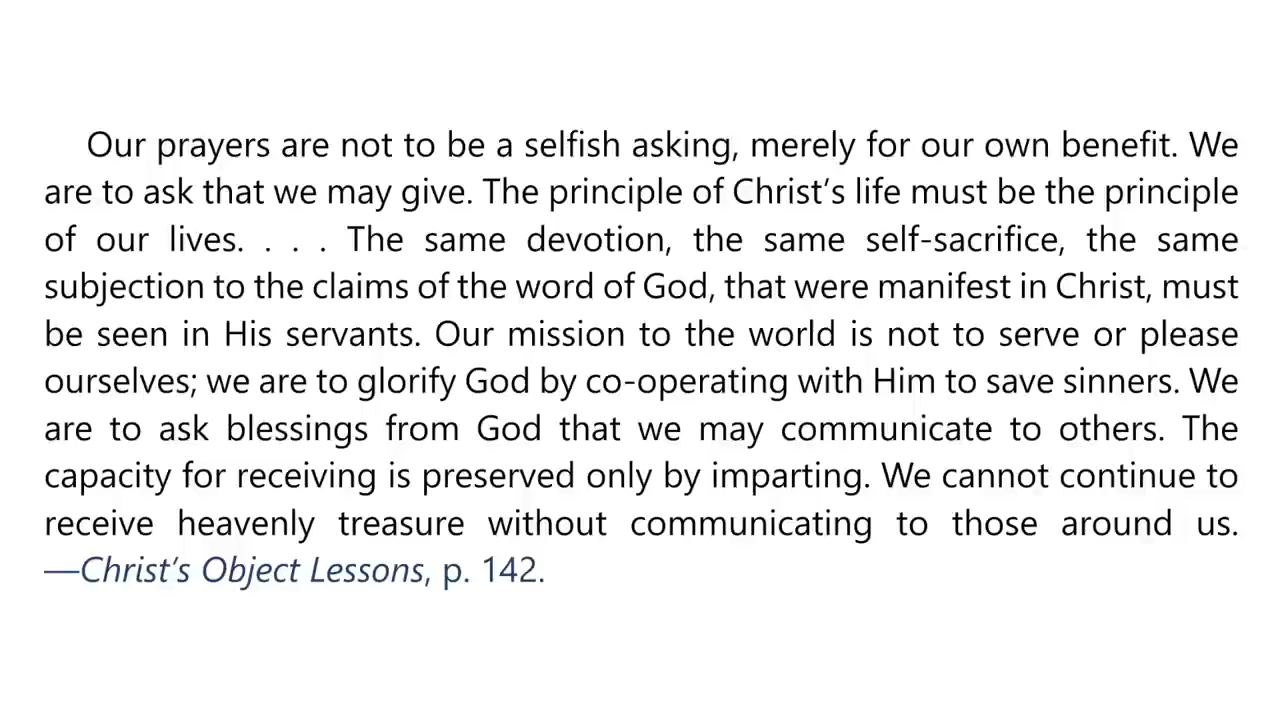 Our prayers are not to be a selfish asking, merely for our own benefit. We
are to ask that we may give. The principle of Christ’s life must be the principle
of our lives. . . . The same devotion, the same self-sacrifice, the same
subjection to the claims of the word of God, that were manifest in Christ, must
be seen in His servants. Our mission to the world is not to serve or please
ourselves; we are to glorify God by co-operating with Him to save sinners. We
are to ask blessings from God that we may communicate to others. The
capacity for receiving is preserved only by imparting. We cannot continue to
receive heavenly treasure without communicating to those around us.
—Christ’s Object Lessons, p. 142.